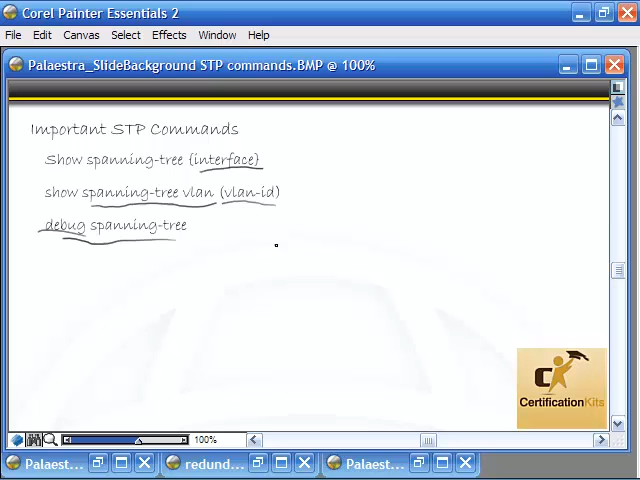 Corel Painter Essentials 2
File Edit Canvas Select Effects Window Help
Palaestra_SlideBackground STP commands.BMP @ 100%
Important STP Commands
Show spanning-tree {interface}
show spanning-tree vlan (vlan-id)
debug spanning-tree
C
CertificationKits
100%
Palaest... redund... Palaest...